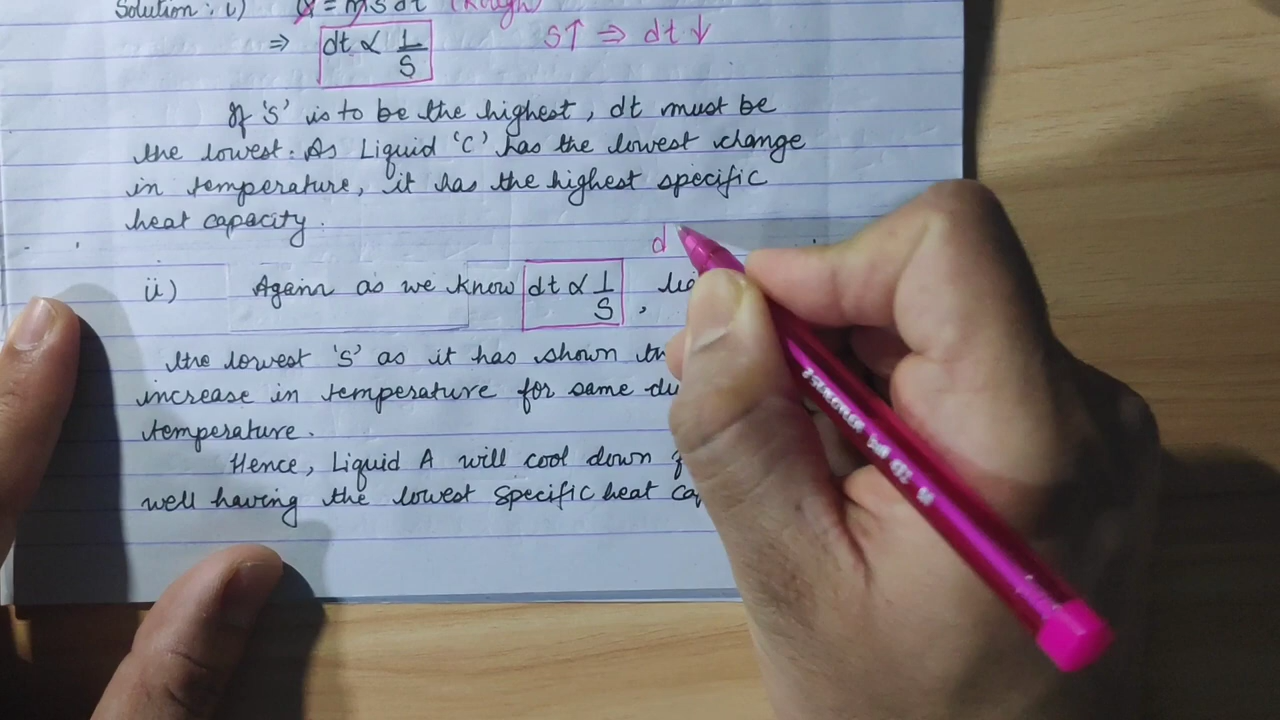 Solution: i) Q = msdt (Rough)
⇒ dt ∝ 1/S S↑ ⇒ dt ↓
If 'S' is to be the highest, dt must be
the lowest. As Liquid 'C' has the lowest change
in temperature, it has the highest specific
heat capacity.
d
ii) Again as we know dt ∝ 1/S ,
the lowest 'S' as it has shown
increase in temperature for same
temperature.
Hence, Liquid A will cool down
well having the lowest specific heat